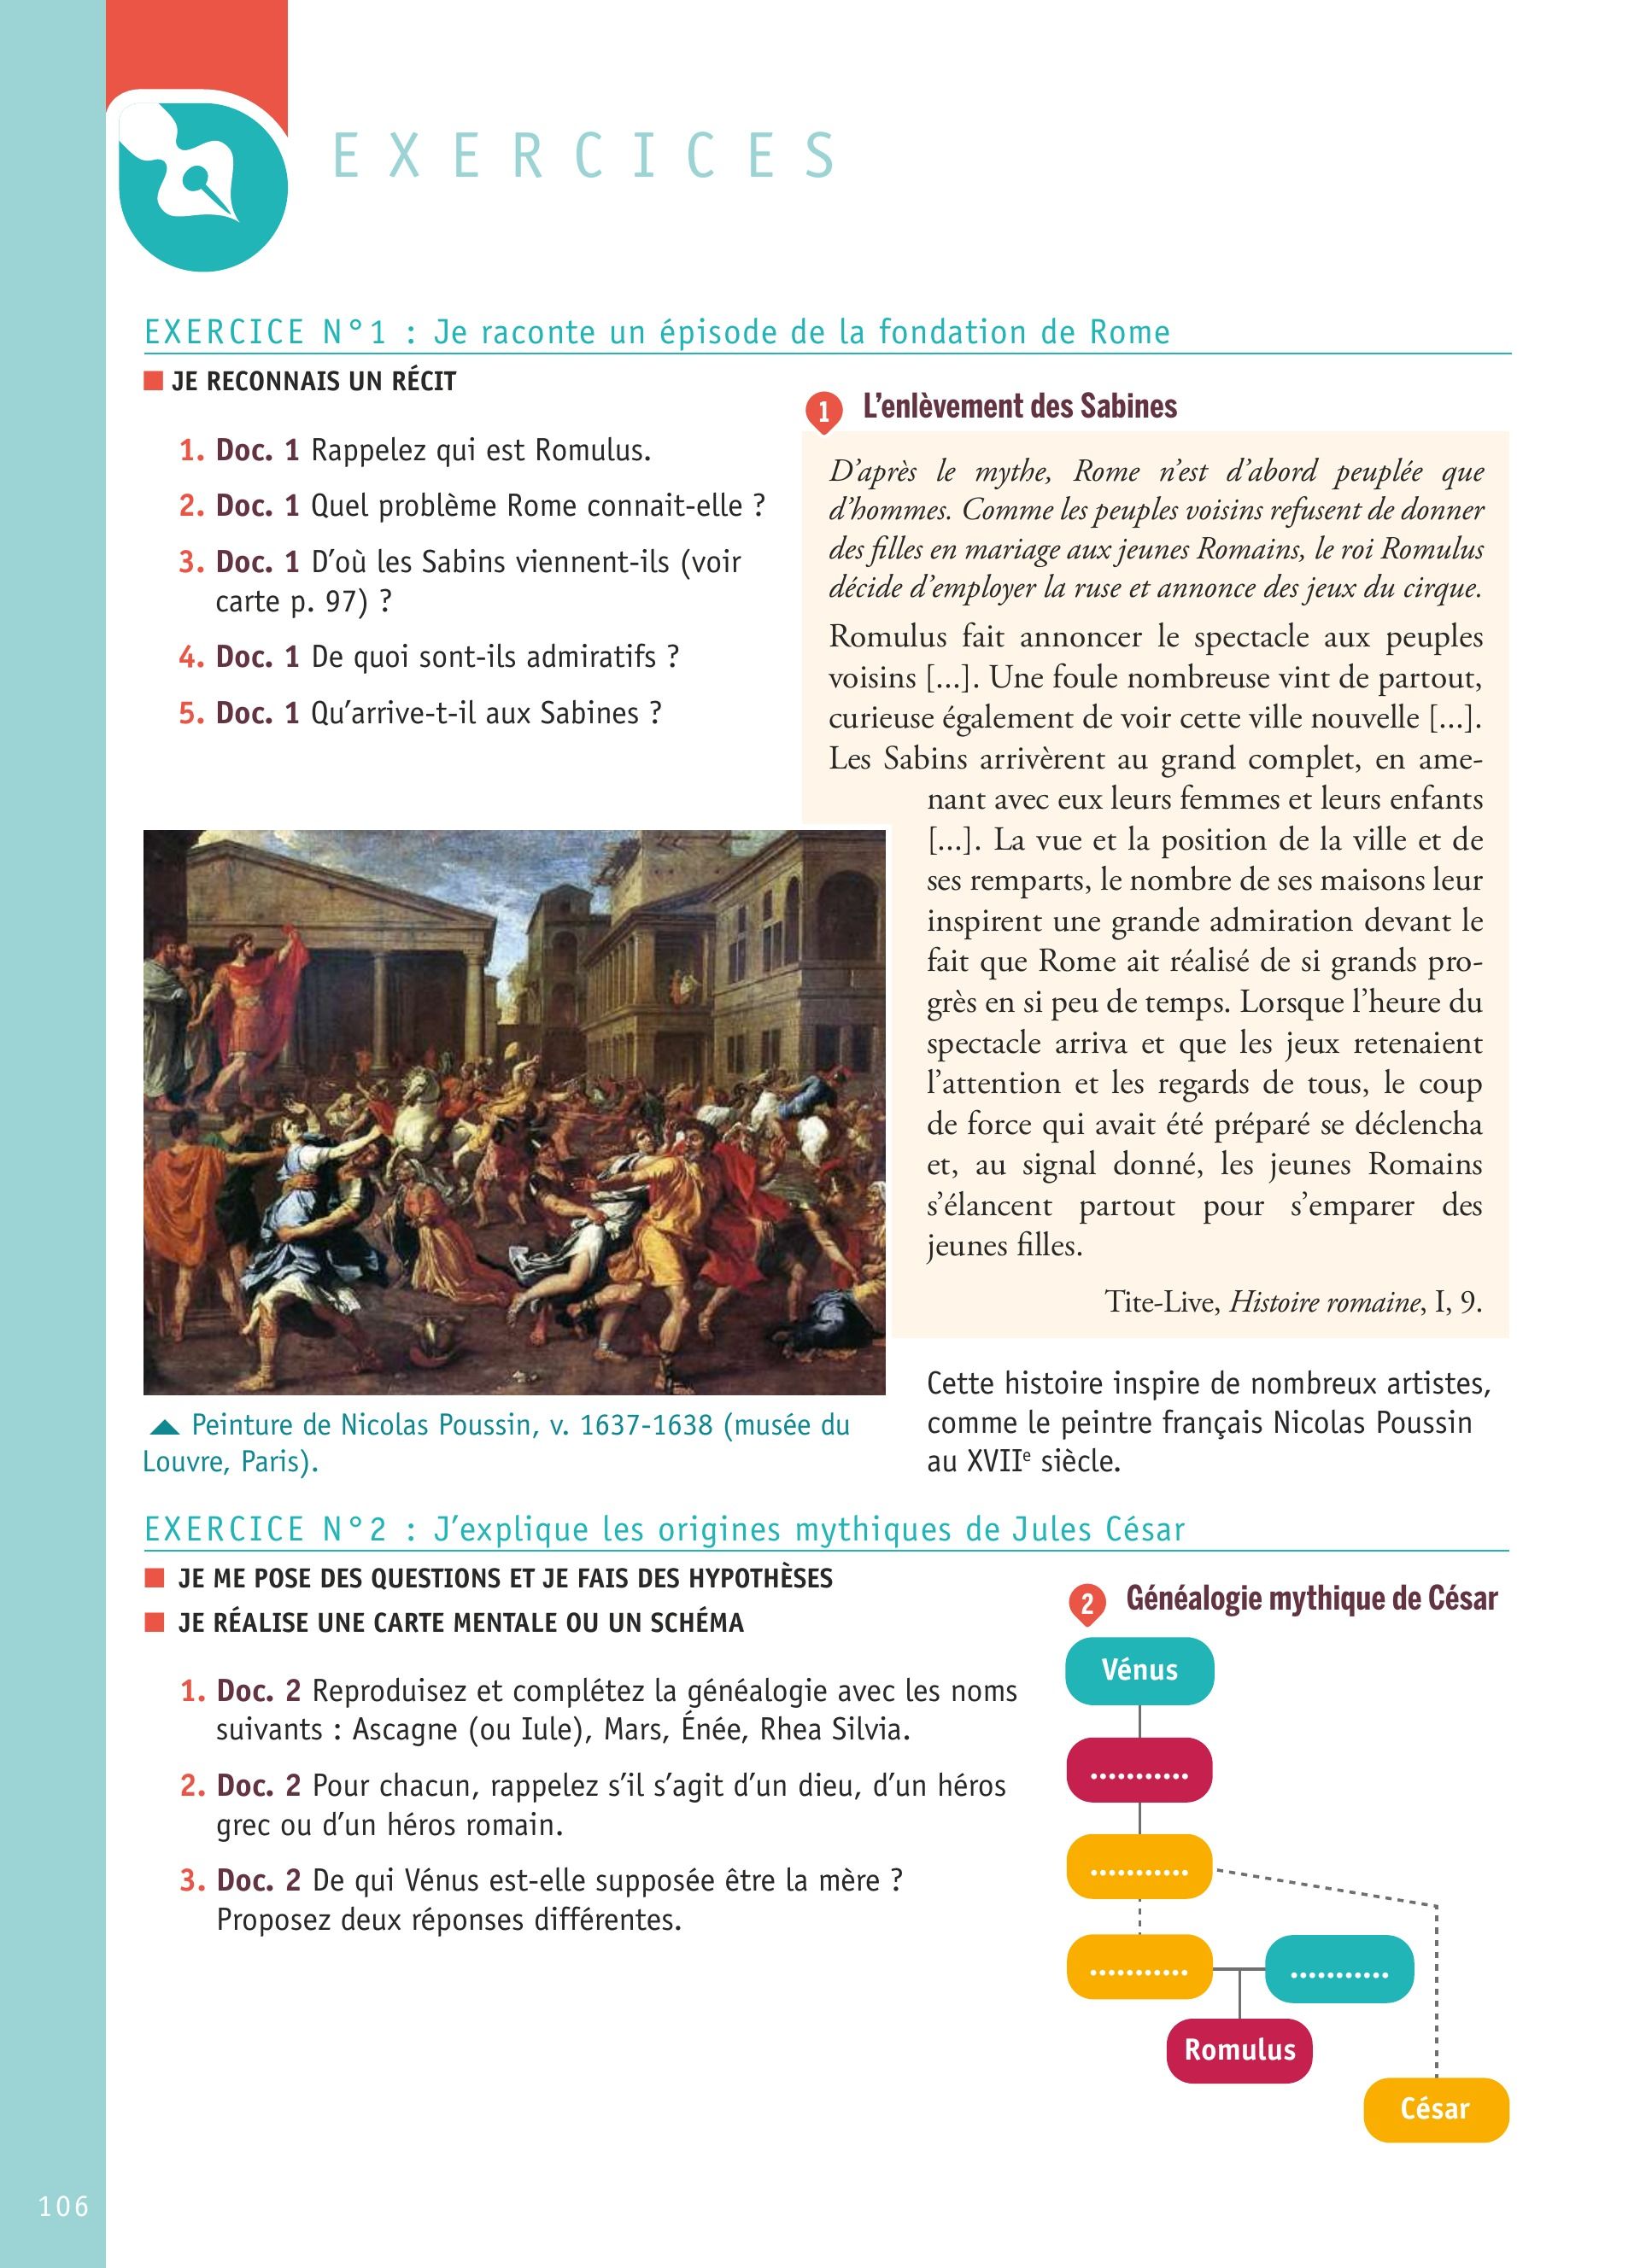 EXERCICES
EXERCICE N°1 : Je raconte un épisode de la fondation de Rome
JE RECONNAIS UN RÉCIT
1. Doc. 1 Rappelez qui est Romulus.
2. Doc. 1 Quel problème Rome connait-elle ?
3. Doc. 1 D’où les Sabins viennent-ils (voir
carte p. 97) ?
4. Doc. 1 De quoi sont-ils admiratifs ?
5. Doc. 1 Qu’arrive-t-il aux Sabines ?
1 L’enlèvement des Sabines
D’après le mythe, Rome n’est d’abord peuplée que
d’hommes. Comme les peuples voisins refusent de donner
des filles en mariage aux jeunes Romains, le roi Romulus
décide d’employer la ruse et annonce des jeux du cirque.
Romulus fait annoncer le spectacle aux peuples
voisins [...]. Une foule nombreuse vint de partout,
curieuse également de voir cette ville nouvelle [...].
Les Sabins arrivèrent au grand complet, en ame-
nant avec eux leurs femmes et leurs enfants
[...]. La vue et la position de la ville et de
ses remparts, le nombre de ses maisons leur
inspirent une grande admiration devant le
fait que Rome ait réalisé de si grands pro-
grès en si peu de temps. Lorsque l’heure du
spectacle arriva et que les jeux retenaient
l’attention et les regards de tous, le coup
de force qui avait été préparé se déclencha
et, au signal donné, les jeunes Romains
s’élancent partout pour s’emparer des
jeunes filles.
Tite-Live, Histoire romaine, I, 9.
Peinture de Nicolas Poussin, v. 1637-1638 (musée du
Louvre, Paris).
Cette histoire inspire de nombreux artistes,
comme le peintre français Nicolas Poussin
au XVIIe siècle.
EXERCICE N°2 : J’explique les origines mythiques de Jules César
JE ME POSE DES QUESTIONS ET JE FAIS DES HYPOTHÈSES
JE RÉALISE UNE CARTE MENTALE OU UN SCHÉMA
1. Doc. 2 Reproduisez et complétez la généalogie avec les noms
suivants : Ascagne (ou Iule), Mars, Énée, Rhea Silvia.
2. Doc. 2 Pour chacun, rappelez s’il s’agit d’un dieu, d’un héros
grec ou d’un héros romain.
3. Doc. 2 De qui Vénus est-elle supposée être la mère ?
Proposez deux réponses différentes.
2 Généalogie mythique de César
Vénus
...........
...........
........... ...........
Romulus
César
106